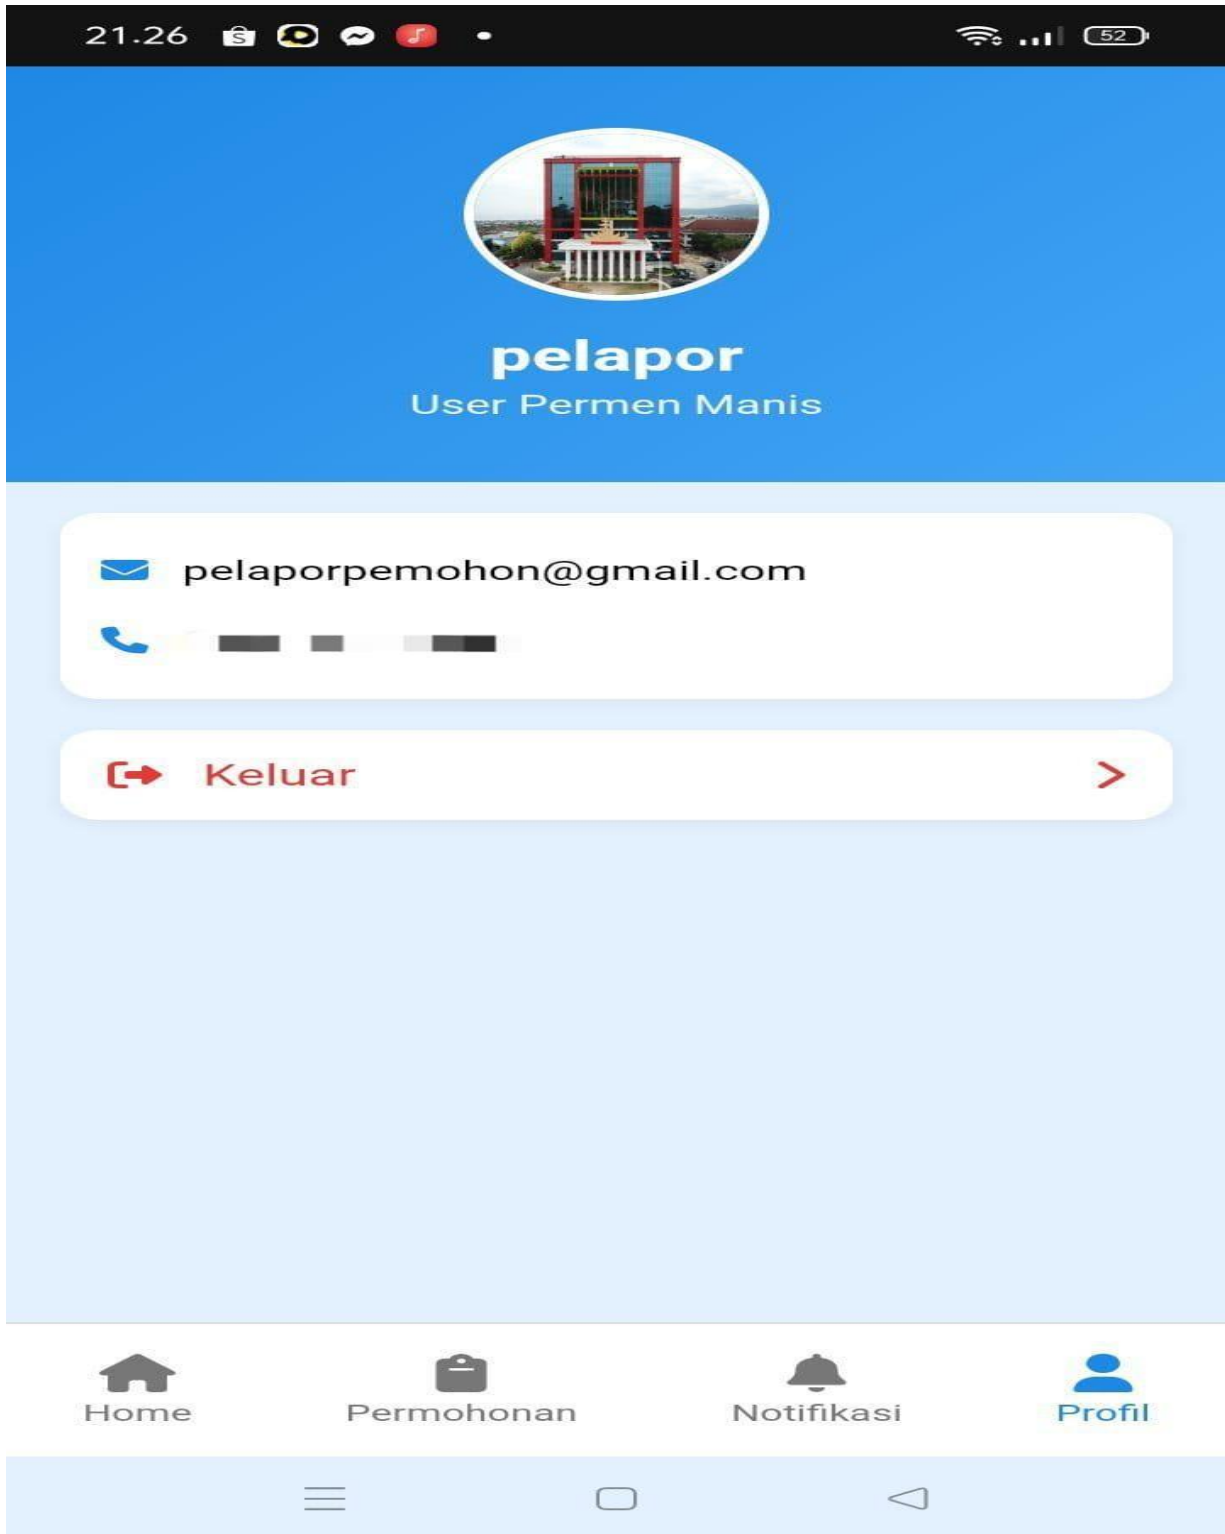 21.26
52
pelapor
User Permen Manis
pelaporpemohon@gmail.com
Keluar
Home
Permohonan
Notifikasi
Profil